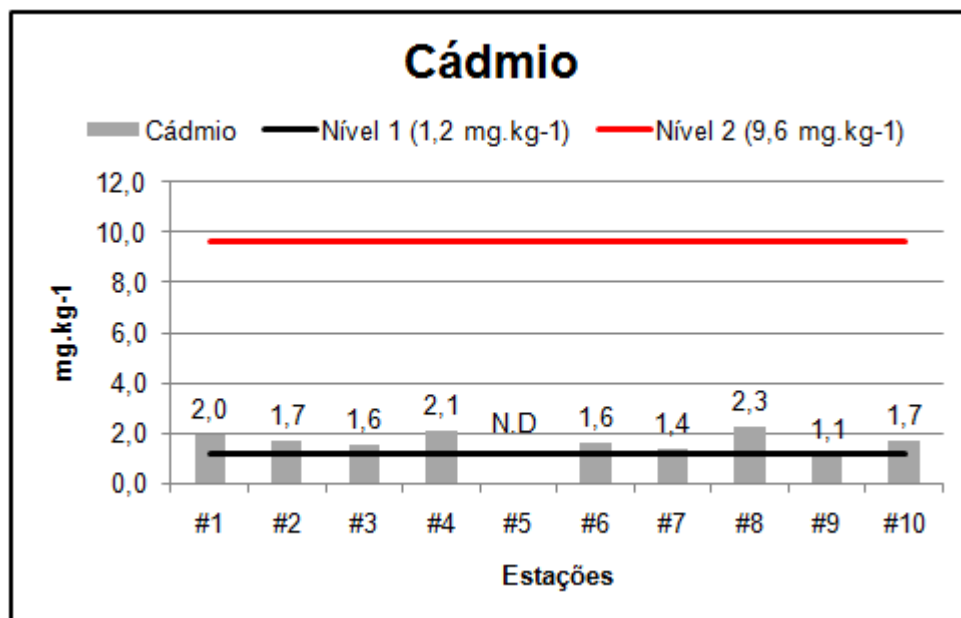 Cádmio
Cádmio Nível 1 (1,2 mg.kg-1) Nível 2 (9,6 mg.kg-1)
12,0
10,0
8,0
6,0
4,0
2,0
0,0
mg.kg-1
2,0 1,7 1,6 2,1 N.D 1,6 1,4 2,3 1,1 1,7
#1 #2 #3 #4 #5 #6 #7 #8 #9 #10
Estações